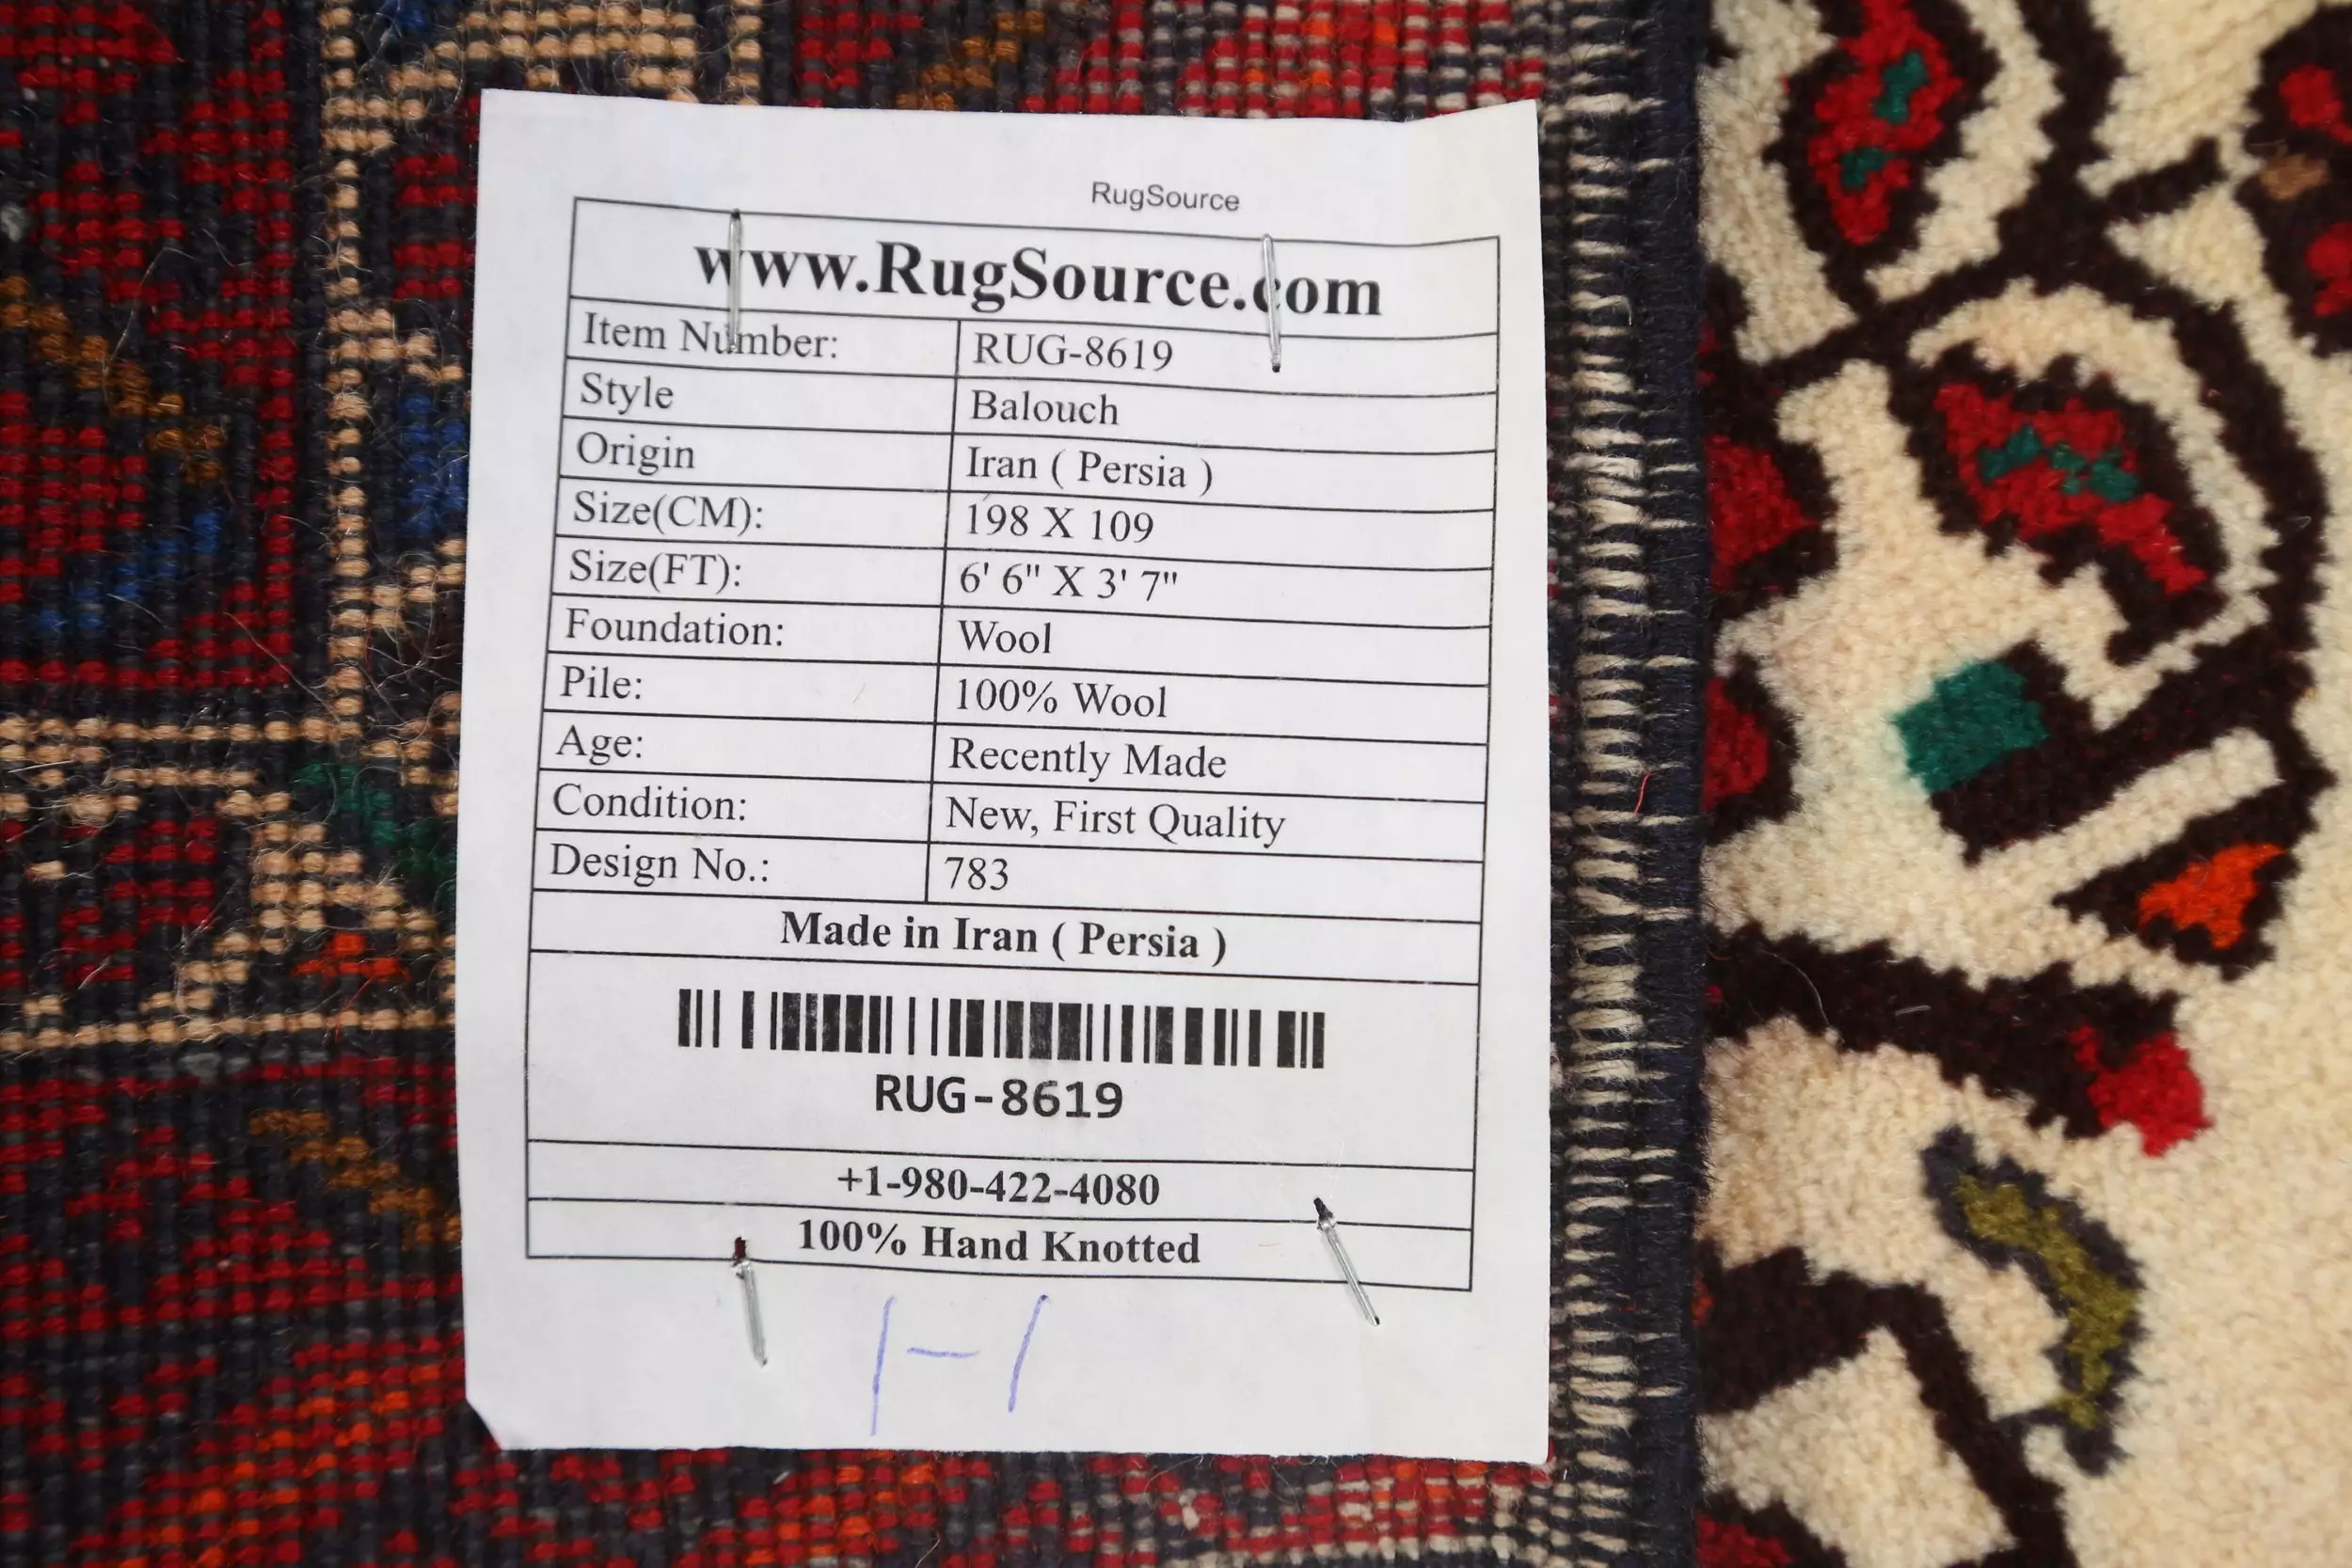 RugSource
www.RugSource.com
Item Number: RUG-8619
Style Balouch
Origin Iran ( Persia )
Size(CM): 198 X 109
Size(FT): 6' 6" X 3' 7"
Foundation: Wool
Pile: 100% Wool
Age: Recently Made
Condition: New, First Quality
Design No.: 783
Made in Iran ( Persia )
RUG-8619
+1-980-422-4080
100% Hand Knotted
1-1